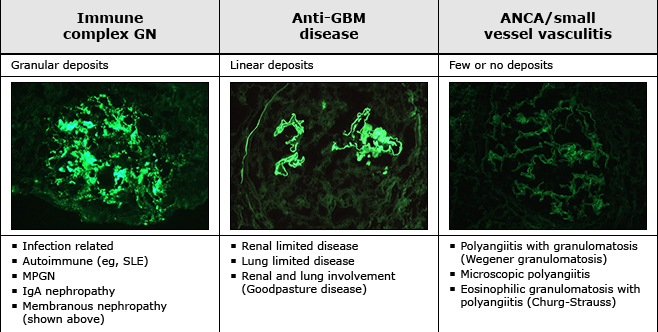 Immune
complex GN
Anti-GBM
disease
ANCA/small
vessel vasculitis
Granular deposits
Linear deposits
Few or no deposits
▪ Infection related
▪ Autoimmune (eg, SLE)
▪ MPGN
▪ IgA nephropathy
▪ Membranous nephropathy
(shown above)
▪ Renal limited disease
▪ Lung limited disease
▪ Renal and lung involvement
(Goodpasture disease)
▪ Polyangiitis with granulomatosis
(Wegener granulomatosis)
▪ Microscopic polyangiitis
▪ Eosinophilic granulomatosis with
polyangiitis (Churg-Strauss)